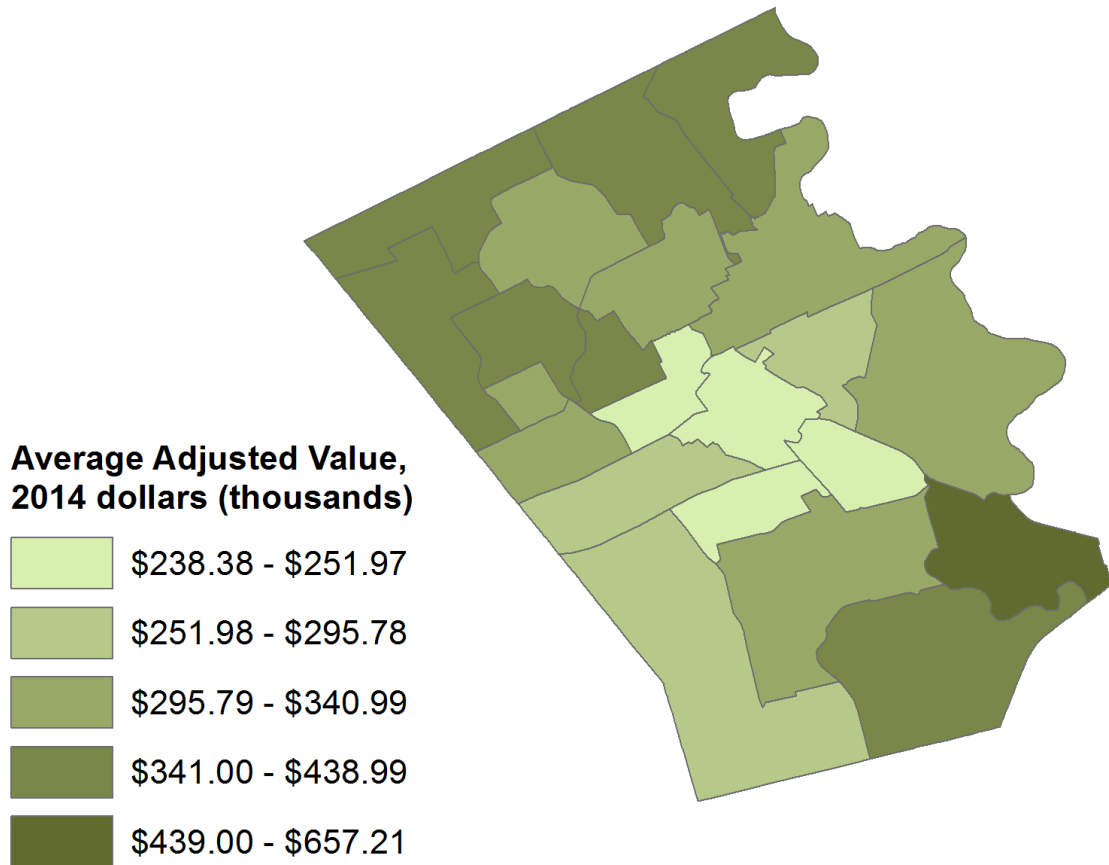 Average Adjusted Value,
2014 dollars (thousands)
$238.38 - $251.97
$251.98 - $295.78
$295.79 - $340.99
$341.00 - $438.99
$439.00 - $657.21